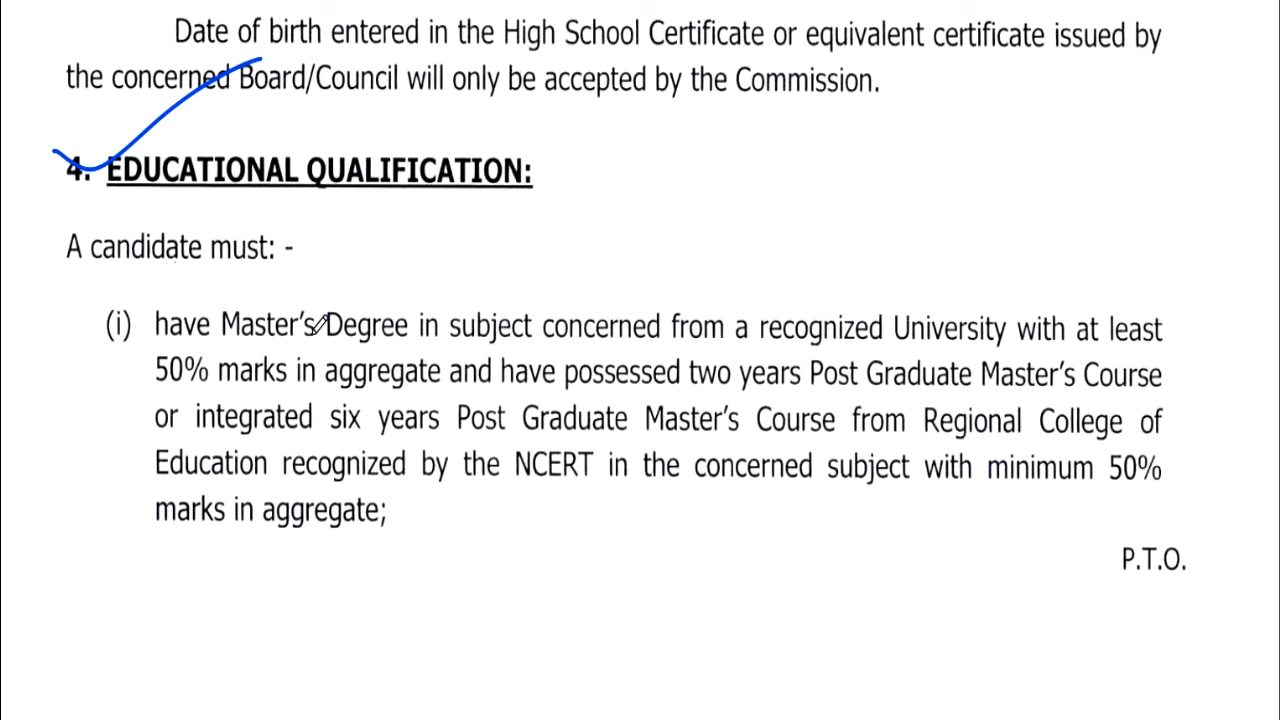 Date of birth entered in the High School Certificate or equivalent certificate issued by
the concerned Board/Council will only be accepted by the Commission.
4. EDUCATIONAL QUALIFICATION:
A candidate must: -
(i) have Master's Degree in subject concerned from a recognized University with at least
50% marks in aggregate and have possessed two years Post Graduate Master's Course
or integrated six years Post Graduate Master's Course from Regional College of
Education recognized by the NCERT in the concerned subject with minimum 50%
marks in aggregate;
P.T.O.